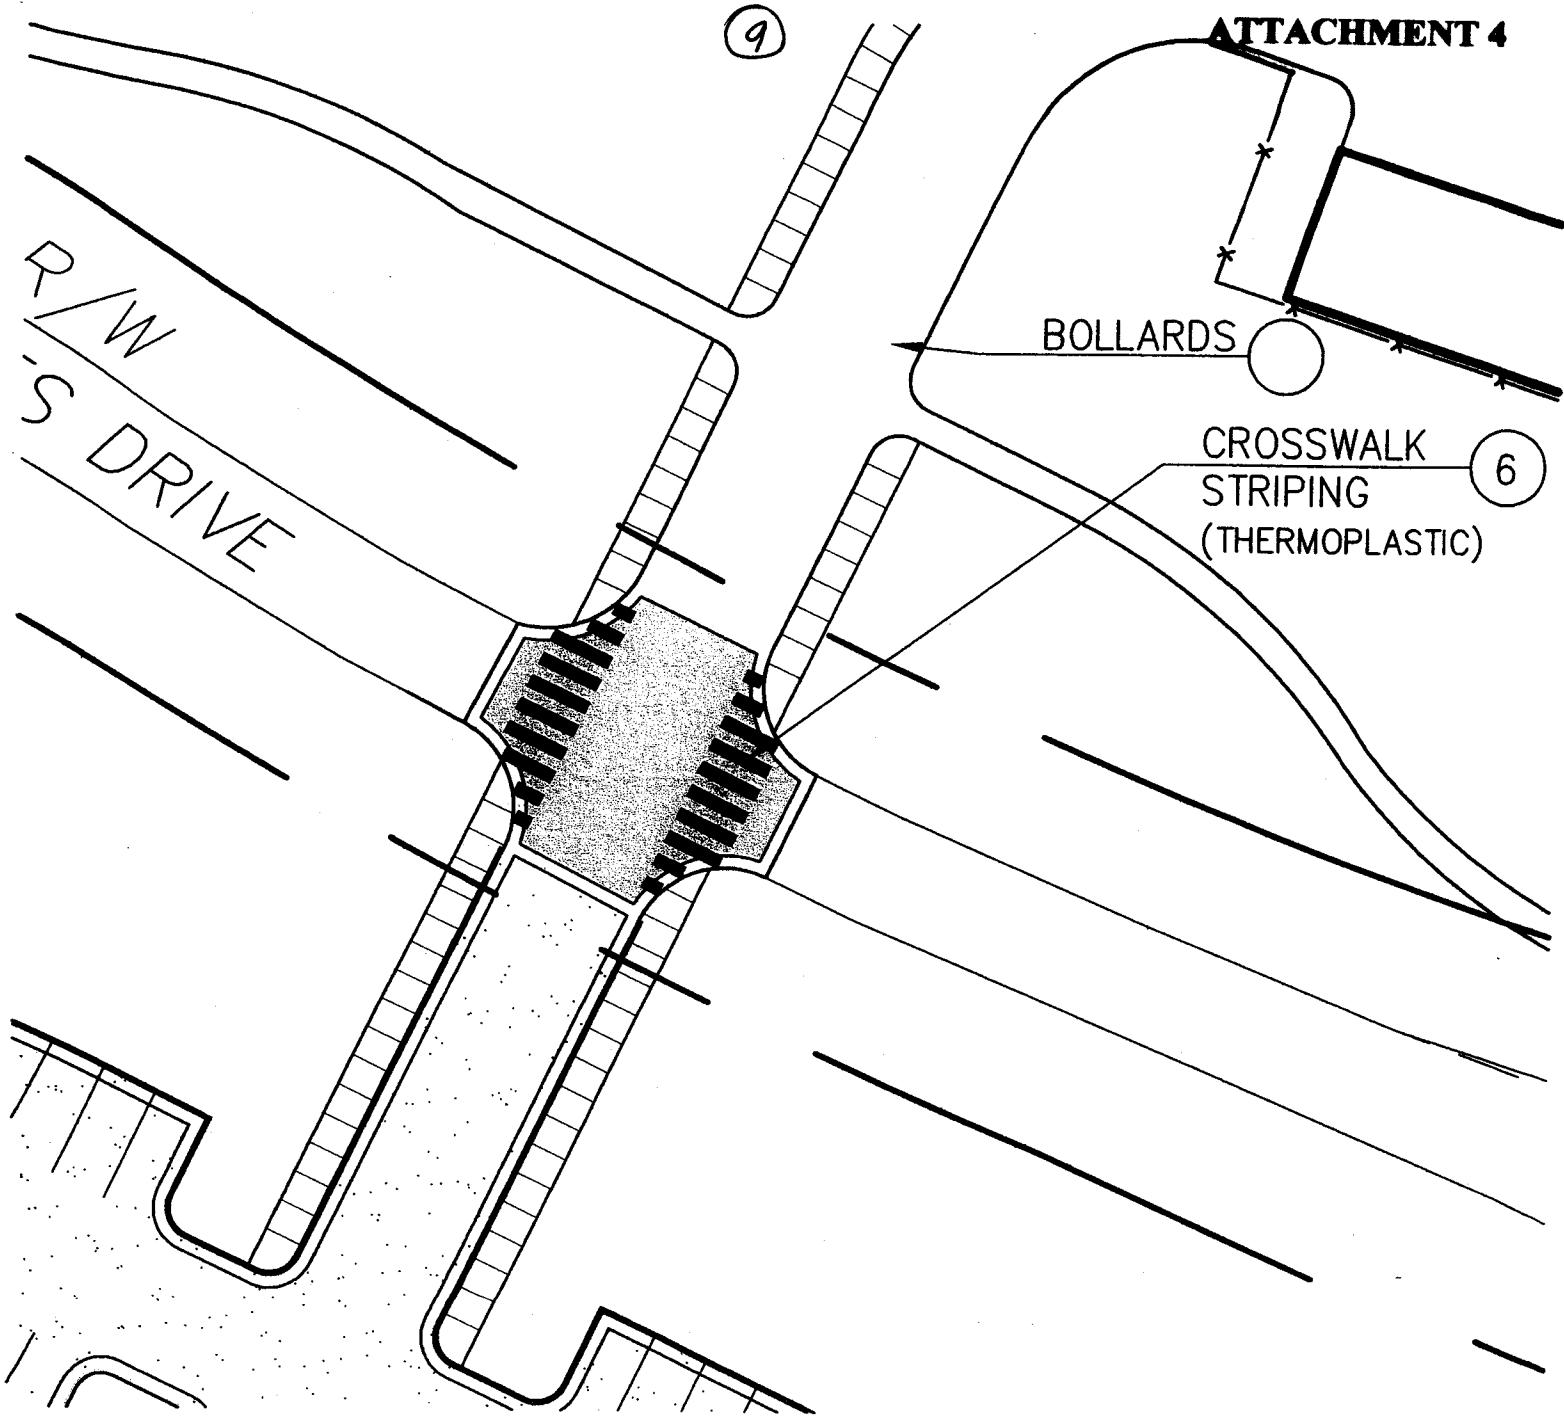 9
ATTACHMENT 4
R/W
S DRIVE
BOLLARDS
CROSSWALK
6
STRIPING
(THERMOPLASTIC)